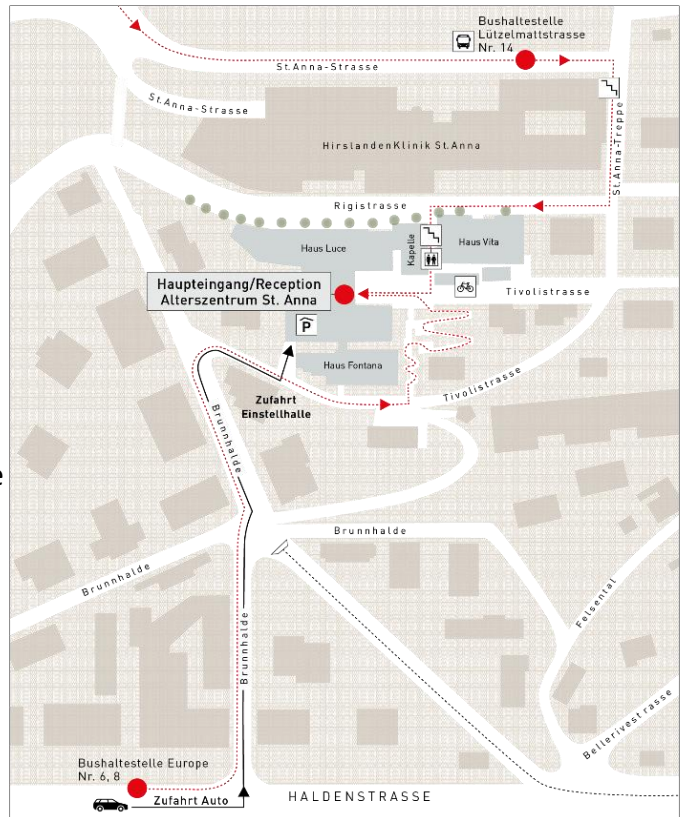 Bushaltestelle
Lützelmattstrasse
Nr. 14
St.Anna-Strasse
St.Anna-Strasse
St.Anna-Treppe
HirslandenKlinik St.Anna
Rigistrasse
Haus Luce
Kapelle
Haus Vita
Haupteingang/Reception
Alterszentrum St. Anna
Tivolistrasse
P
Haus Fontana
Zufahrt
Einstellhalle
Tivolistrasse
Brunnhalde
e
Brunnhalde
Brunnhalde
Felsental
Brunnhalde
Bellerivestrasse
Bushaltestelle Europe
Nr. 6, 8
Zufahrt Auto
HALDENSTRASSE